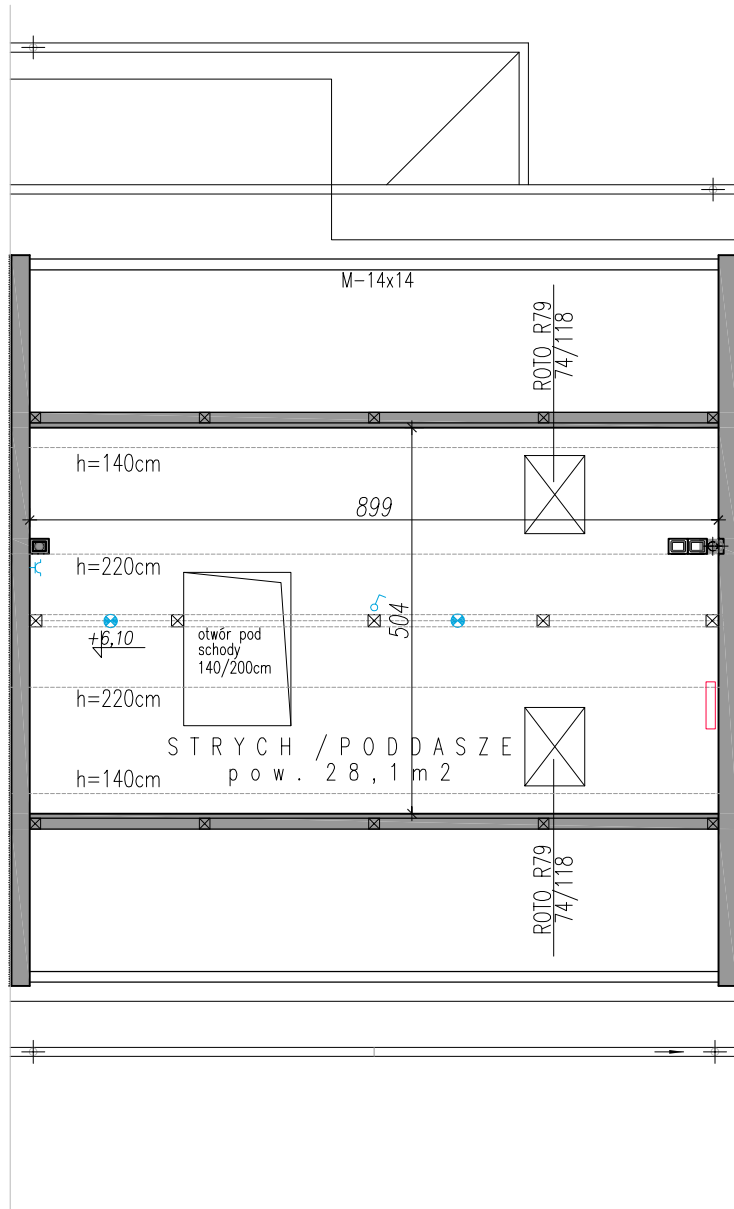 M-14x14
ROTO R79
74/118
h=140cm
899
h=220cm
504
+6,10
otwór pod
schody
140/200cm
h=220cm
STRYCH /PODDASZE
pow. 28,1m2
h=140cm
ROTO R79
74/118